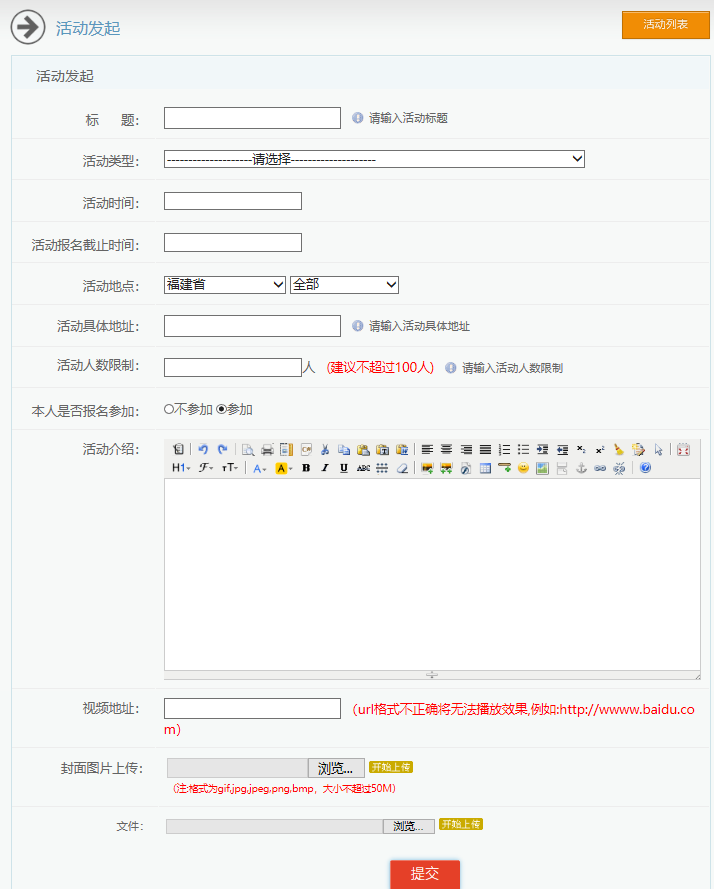 活动发起
活动列表
活动发起
标 题： 请输入活动标题
活动类型： --------------------请选择--------------------
活动时间：
活动报名截止时间：
活动地点： 福建省 全部
活动具体地址： 请输入活动具体地址
活动人数限制： 人 (建议不超过100人) 请输入活动人数限制
本人是否报名参加： 不参加 参加
活动介绍：
H1 F тT A A B I U ABC
视频地址： (url格式不正确将无法播放效果,例如:http://wwww.baidu.co
m)
封面图片上传： 浏览... 开始上传
(注:格式为gif,jpg,jpeg,png,bmp，大小不超过50M)
文件： 浏览... 开始上传
提交